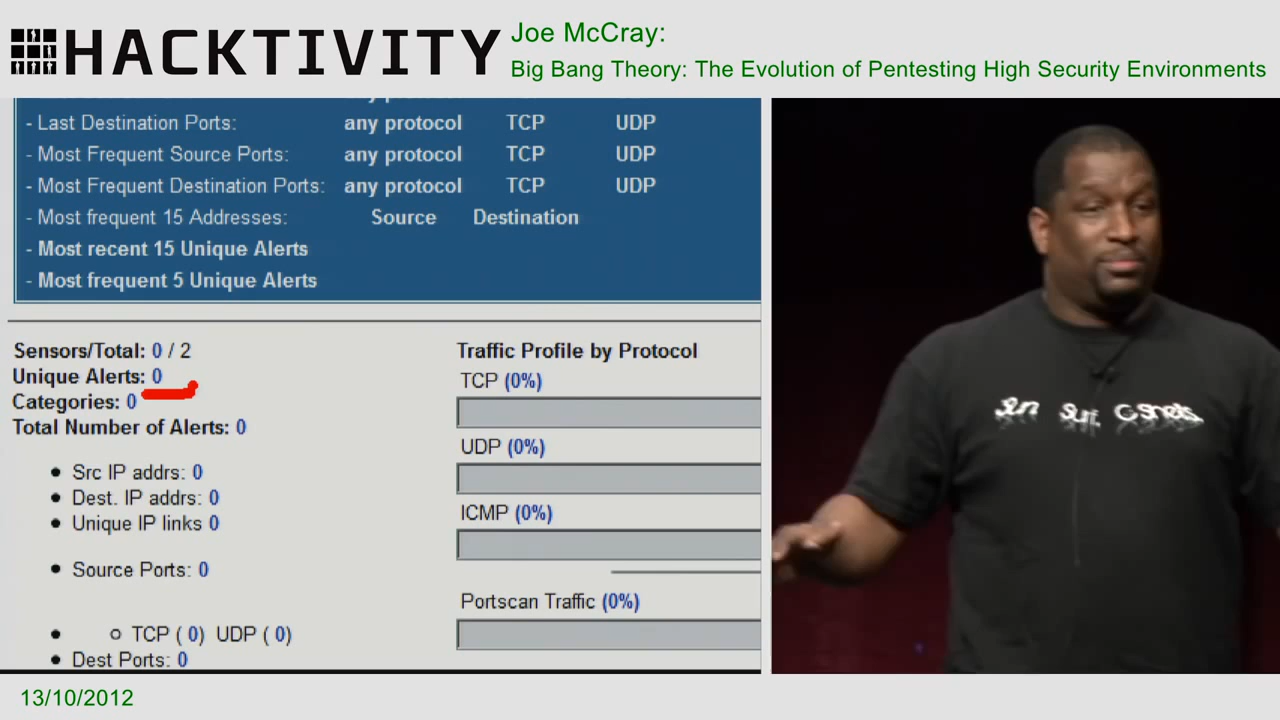 HACKTIVITY
Joe McCray:
Big Bang Theory: The Evolution of Pentesting High Security Environments
- Last Destination Ports: any protocol TCP UDP
- Most Frequent Source Ports: any protocol TCP UDP
- Most Frequent Destination Ports: any protocol TCP UDP
- Most frequent 15 Addresses: Source Destination
- Most recent 15 Unique Alerts
- Most frequent 5 Unique Alerts
Sensors/Total: 0 / 2
Unique Alerts: 0
Categories: 0
Total Number of Alerts: 0
• Src IP addrs: 0
• Dest. IP addrs: 0
• Unique IP links 0
• Source Ports: 0
• o TCP ( 0) UDP ( 0)
• Dest Ports: 0
Traffic Profile by Protocol
TCP (0%)
UDP (0%)
ICMP (0%)
Portscan Traffic (0%)
13/10/2012